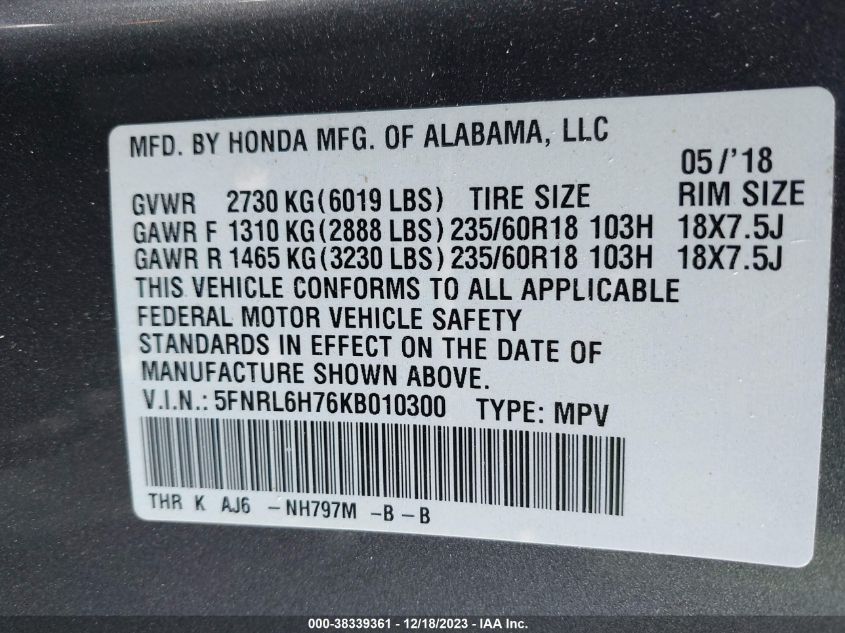 MFD. BY HONDA MFG. OF ALABAMA, LLC
05/'18
GVWR 2730 KG(6019 LBS) TIRE SIZE RIM SIZE
GAWR F 1310 KG(2888 LBS) 235/60R18 103H 18X7.5J
GAWR R 1465 KG(3230 LBS) 235/60R18 103H 18X7.5J
THIS VEHICLE CONFORMS TO ALL APPLICABLE
FEDERAL MOTOR VEHICLE SAFETY
STANDARDS IN EFFECT ON THE DATE OF
MANUFACTURE SHOWN ABOVE.
V.I.N.: 5FNRL6H76KB010300 TYPE: MPV
THR K AJ6 -NH797M -B-B
000-38339361 - 12/18/2023 - IAA Inc.